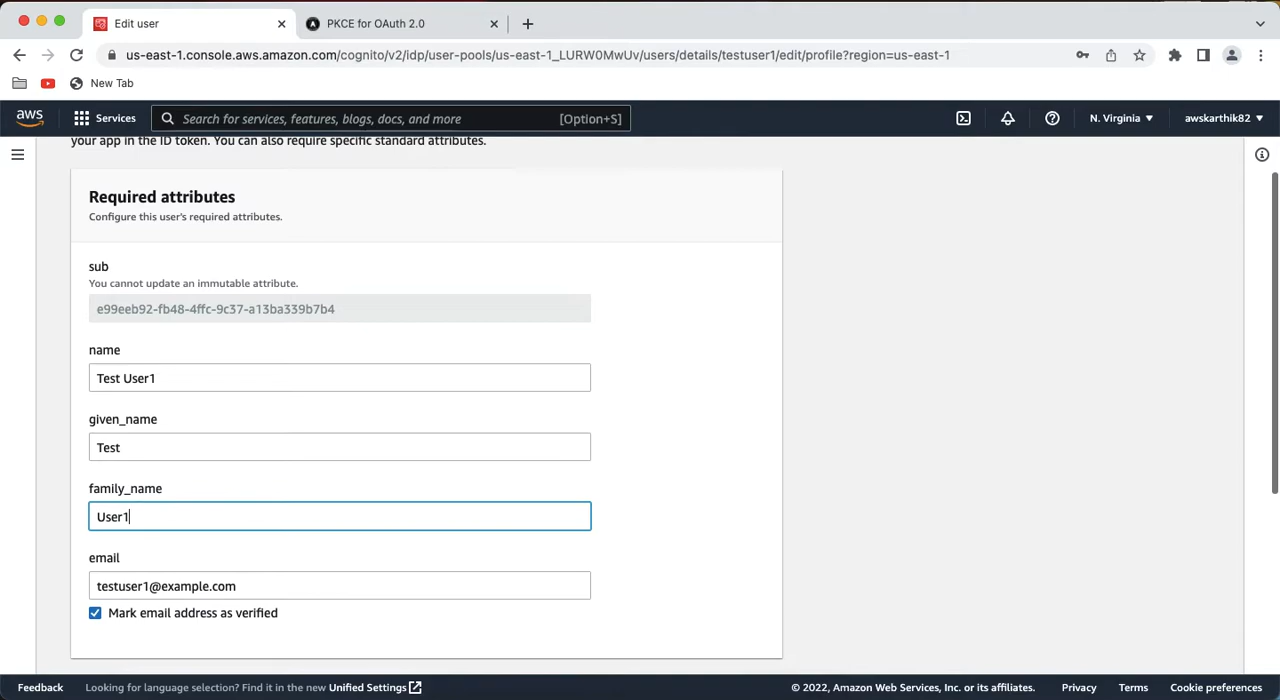 Edit user
PKCE for OAuth 2.0
us-east-1.console.aws.amazon.com/cognito/v2/idp/user-pools/us-east-1_LURW0MwUv/users/details/testuser1/edit/profile?region=us-east-1
New Tab
aws
Services
Search for services, features, blogs, docs, and more
[Option+S]
N. Virginia
awskarthik82
your app in the ID token. You can also require specific standard attributes.
Required attributes
Configure this user's required attributes.
sub
You cannot update an immutable attribute.
e99eeb92-fb48-4ffc-9c37-a13ba339b7b4
name
Test User1
given_name
Test
family_name
User1
email
testuser1@example.com
Mark email address as verified
Feedback
Looking for language selection? Find it in the new Unified Settings
© 2022, Amazon Web Services, Inc. or its affiliates.
Privacy
Terms
Cookie preferences